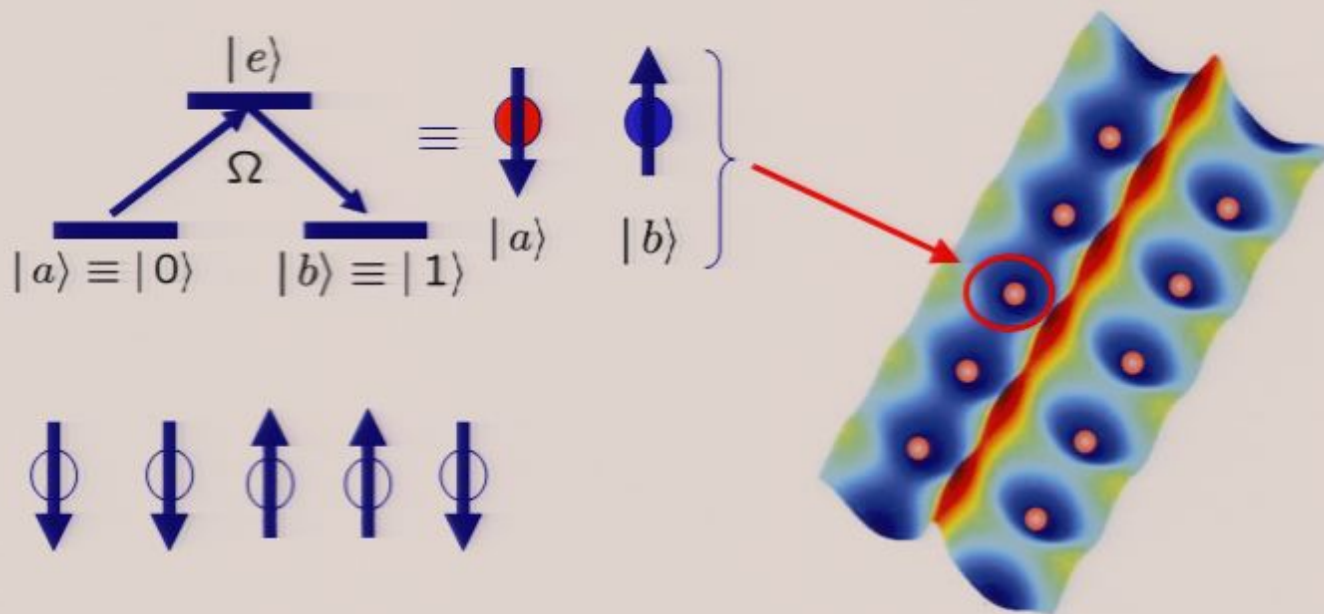 | e⟩
Ω
≡
| a⟩ ≡ | 0⟩
| b⟩ ≡ | 1⟩
| a⟩
| b⟩